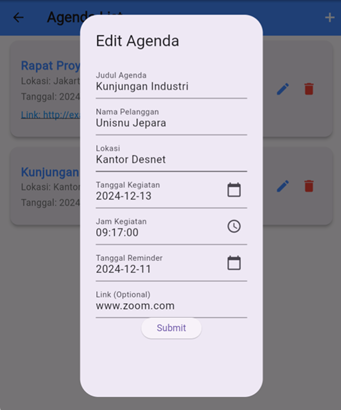 Agenda List
Rapat Proy
Lokasi: Jakart
Tanggal: 2024
Link: http://ex
Kunjungan
Lokasi: Kantor
Tanggal: 2024
Edit Agenda
Judul Agenda
Kunjungan Industri
Nama Pelanggan
Unisnu Jepara
Lokasi
Kantor Desnet
Tanggal Kegiatan
2024-12-13
Jam Kegiatan
09:17:00
Tanggal Reminder
2024-12-11
Link (Optional)
www.zoom.com
Submit